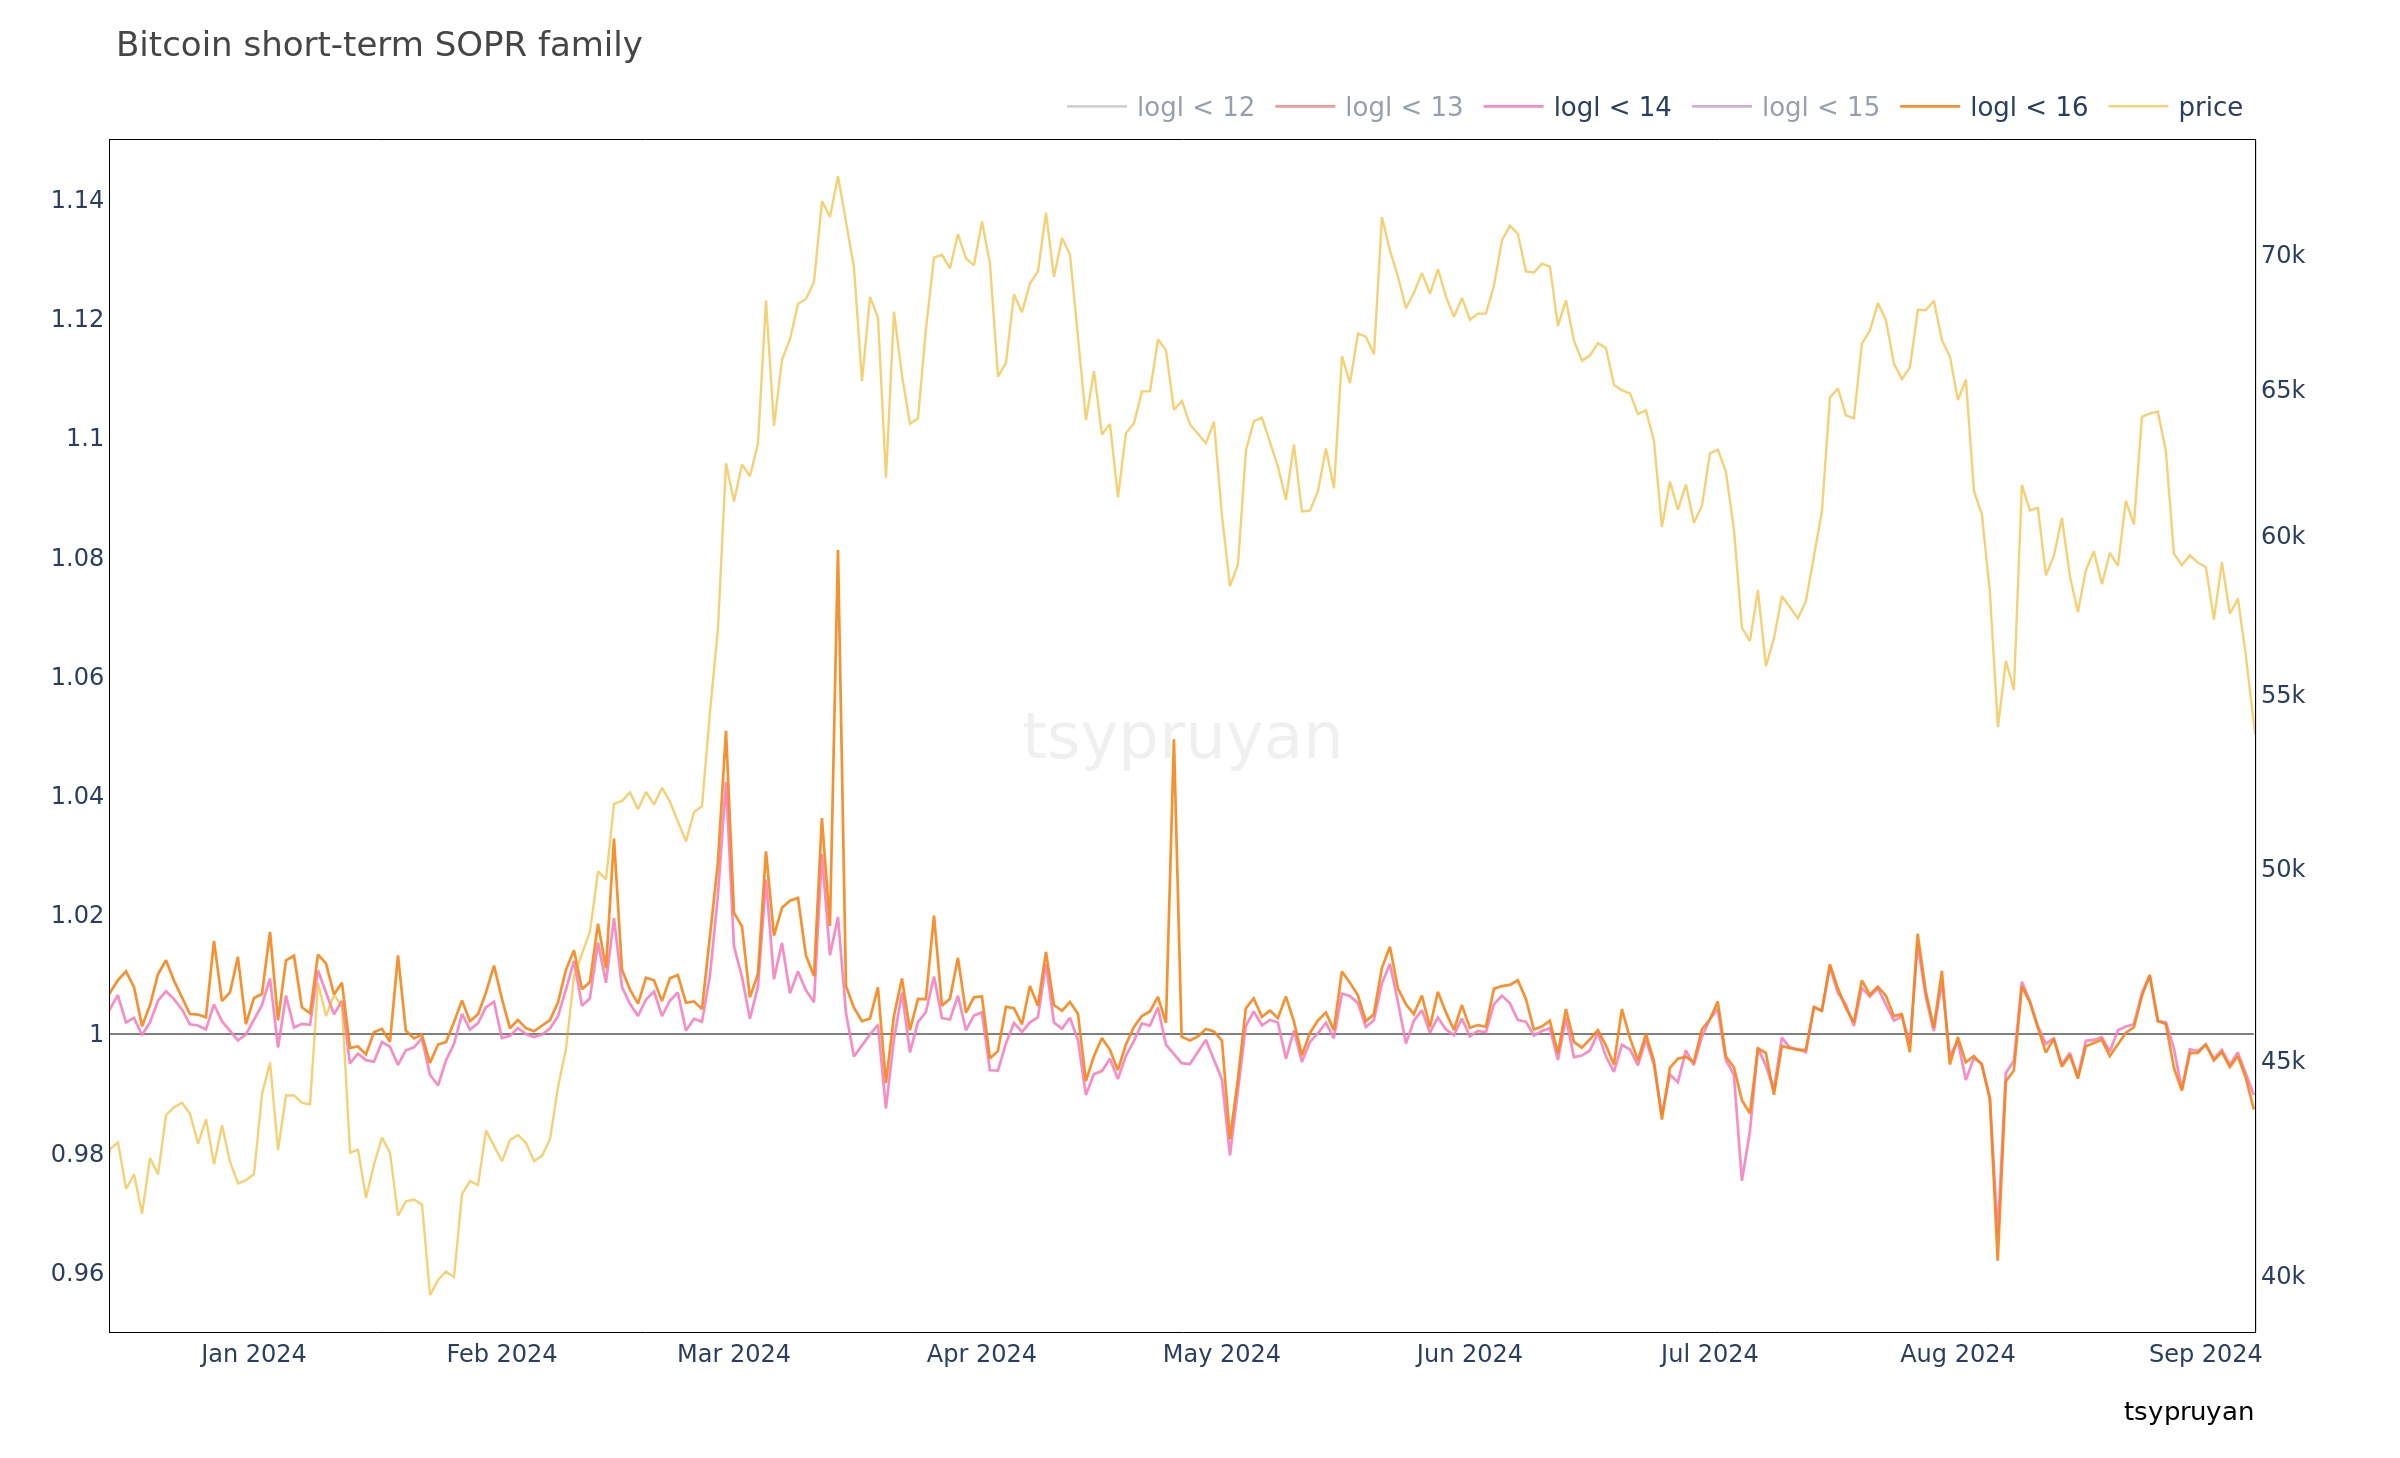 Bitcoin short-term SOPR family
logl < 12 logl < 13 logl < 14 logl < 15 logl < 16 price
1.14
1.12
1.1
1.08
1.06
1.04
1.02
1
0.98
0.96
70k
65k
60k
55k
50k
45k
40k
tsypruyan
Jan 2024 Feb 2024 Mar 2024 Apr 2024 May 2024 Jun 2024 Jul 2024 Aug 2024 Sep 2024
tsypruyan